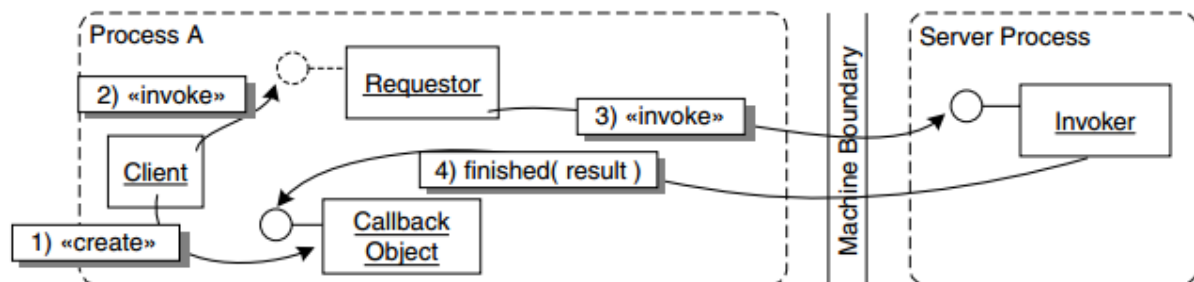 Process A
Server Process
Requestor
2) «invoke»
3) «invoke»
Invoker
Client
4) finished( result )
Machine Boundary
Callback
Object
1) «create»